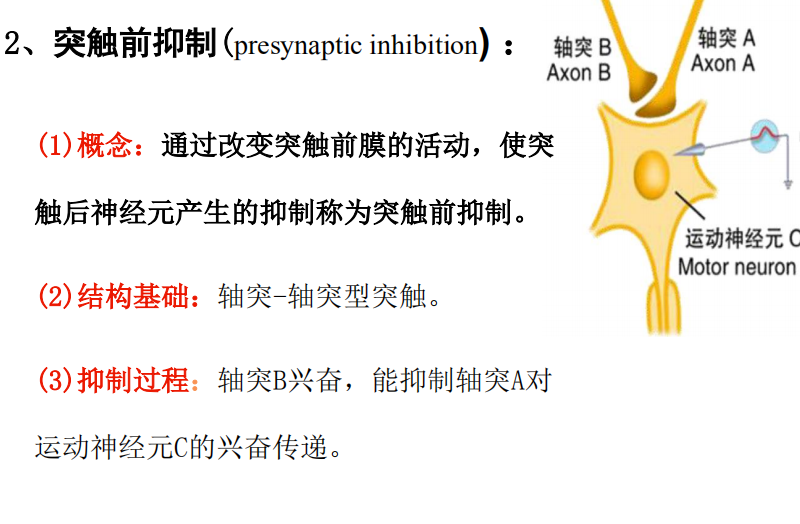 2、突触前抑制(presynaptic inhibition)：
轴突 B
Axon B
轴突 A
Axon A
(1)概念：通过改变突触前膜的活动，使突
触后神经元产生的抑制称为突触前抑制。
运动神经元 C
Motor neuron
(2)结构基础：轴突-轴突型突触。
(3)抑制过程：轴突B兴奋，能抑制轴突A对
运动神经元C的兴奋传递。